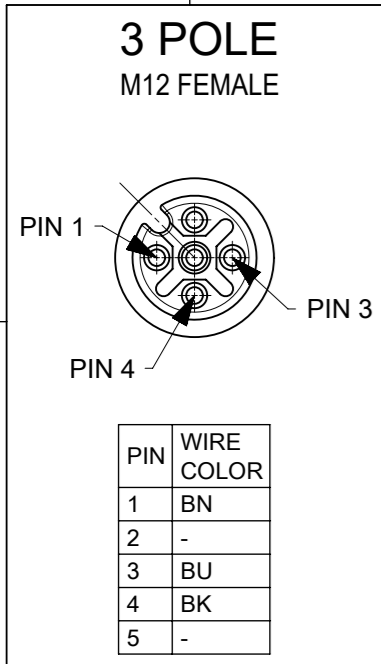 3 POLE
M12 FEMALE
PIN 1
PIN 3
PIN 4
PIN WIRE COLOR
1 BN
2 -
3 BU
4 BK
5 -